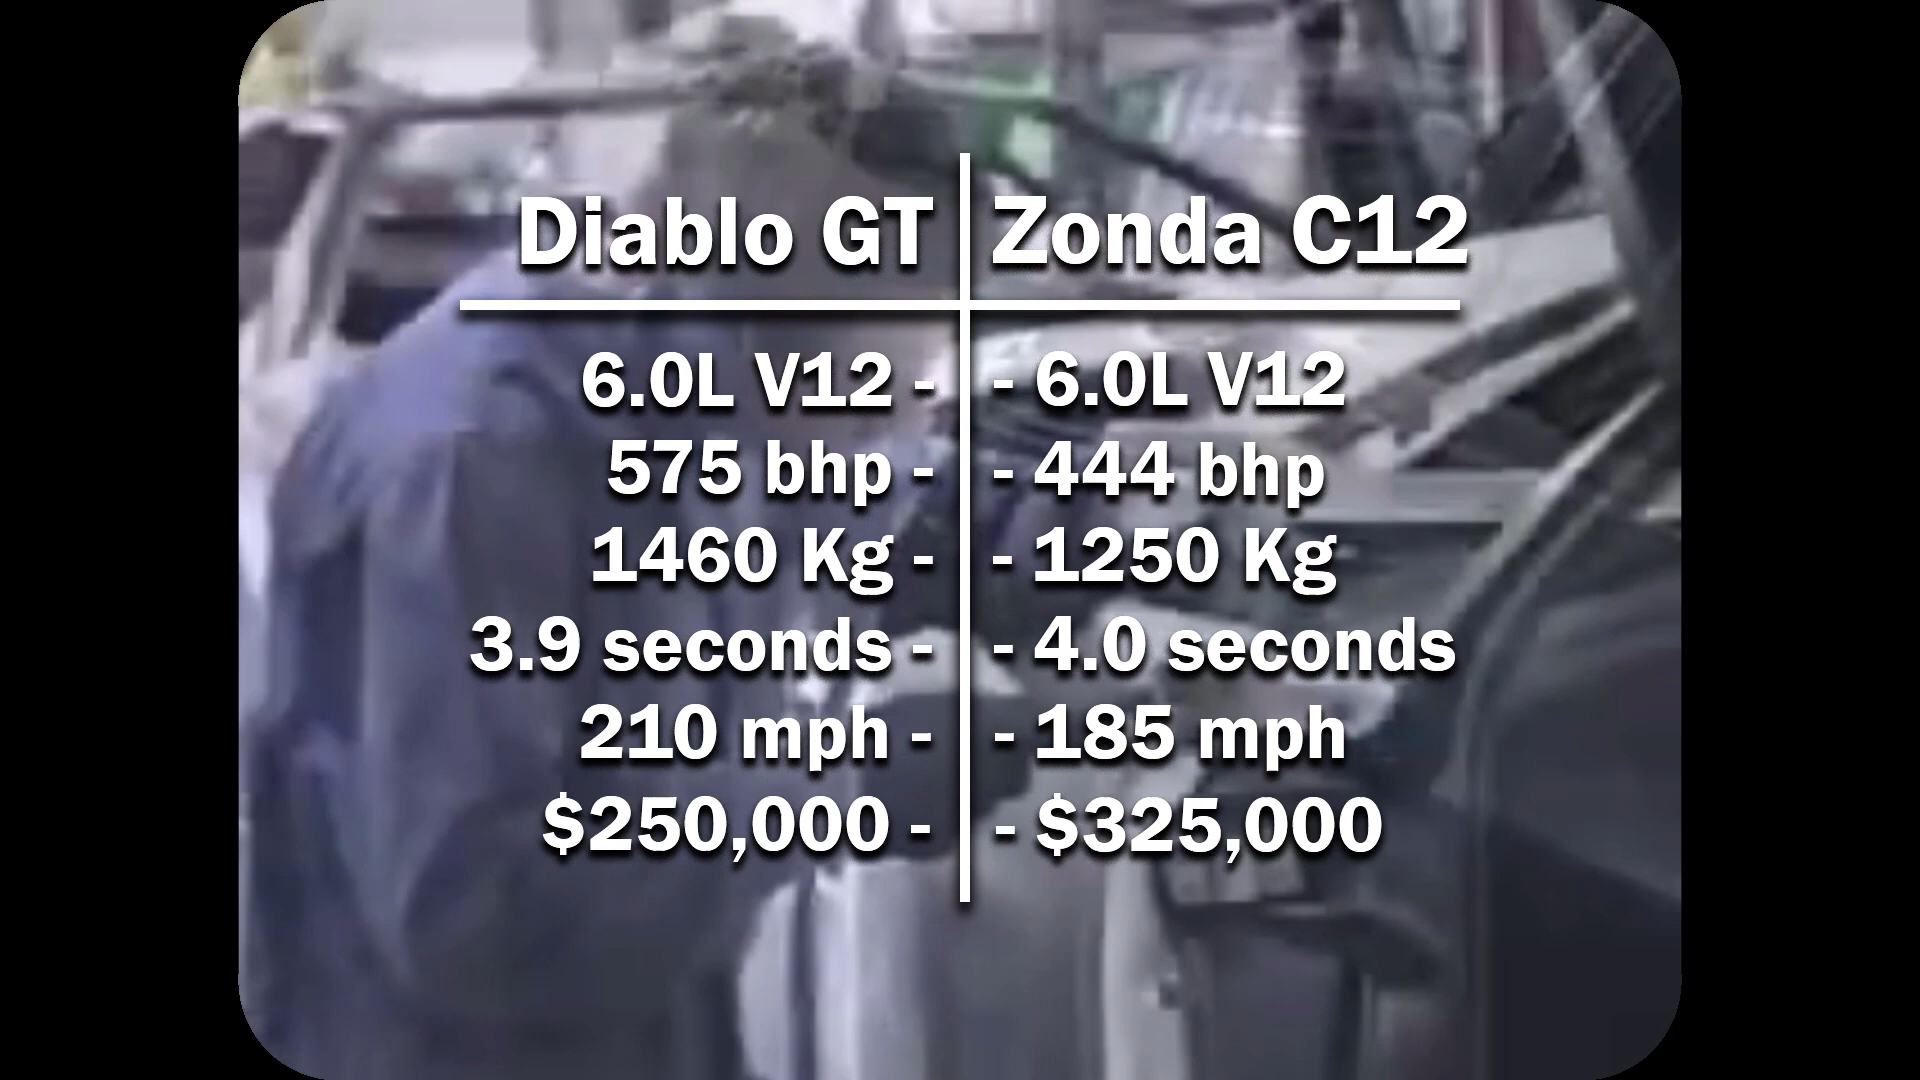 Diablo GT | Zonda C12
6.0L V12 - | - 6.0L V12
575 bhp - | - 444 bhp
1460 Kg - | - 1250 Kg
3.9 seconds - | - 4.0 seconds
210 mph - | - 185 mph
$250,000 - | - $325,000